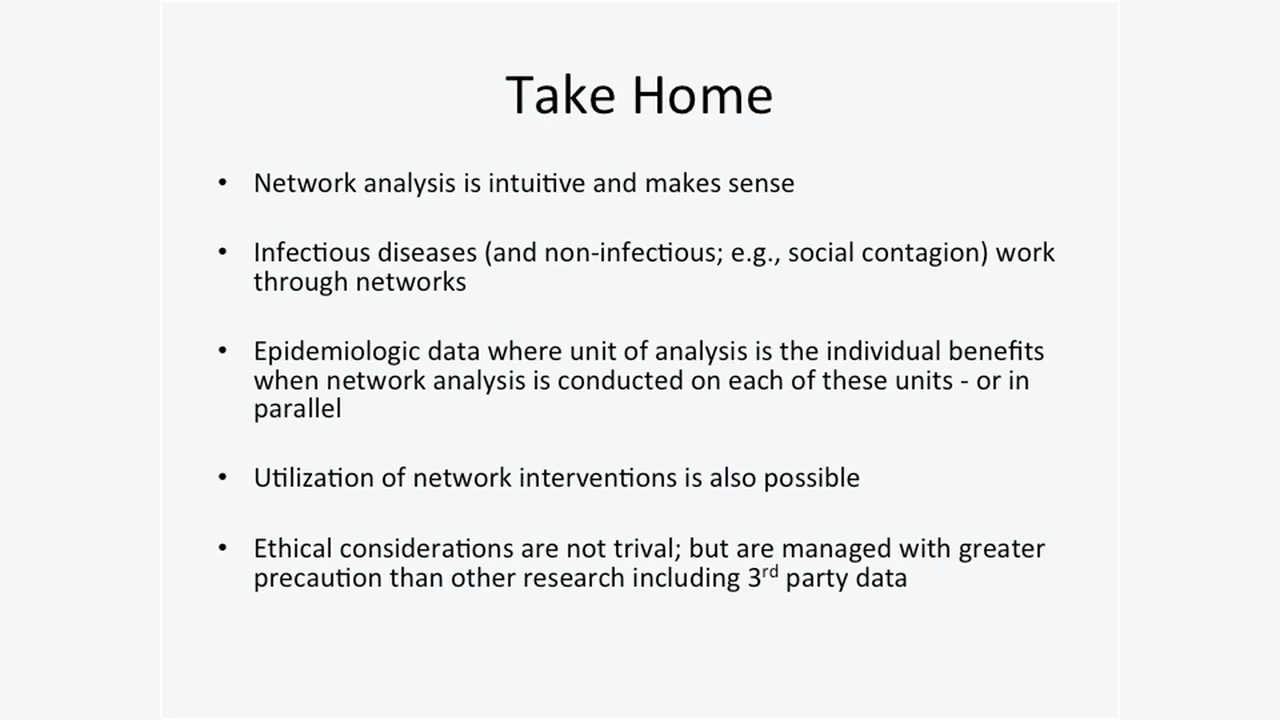 Take Home
• Network analysis is intuitive and makes sense
• Infectious diseases (and non-infectious; e.g., social contagion) work
through networks
• Epidemiologic data where unit of analysis is the individual benefits
when network analysis is conducted on each of these units - or in
parallel
• Utilization of network interventions is also possible
• Ethical considerations are not trival; but are managed with greater
precaution than other research including 3rd party data